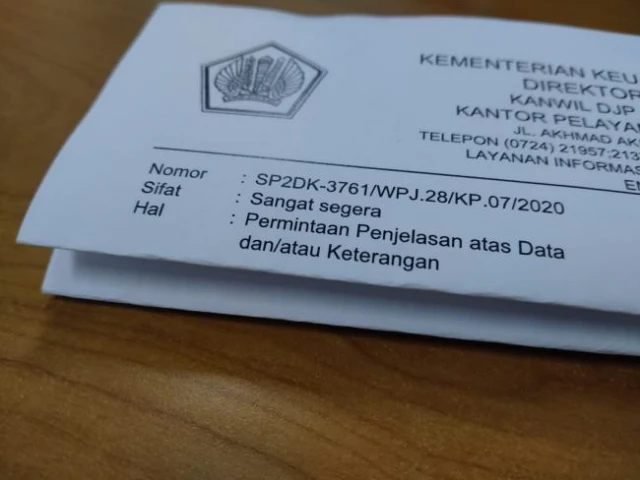 KEMENTERIAN KEU
DIREKTOR
KANWIL DJP
KANTOR PELAYAN
JL. AKHMAD AK
TELEPON (0724) 21957;213
LAYANAN INFORMAS
E
Nomor : SP2DK-3761/WPJ.28/KP.07/2020
Sifat : Sangat segera
Hal : Permintaan Penjelasan atas Data
dan/atau Keterangan